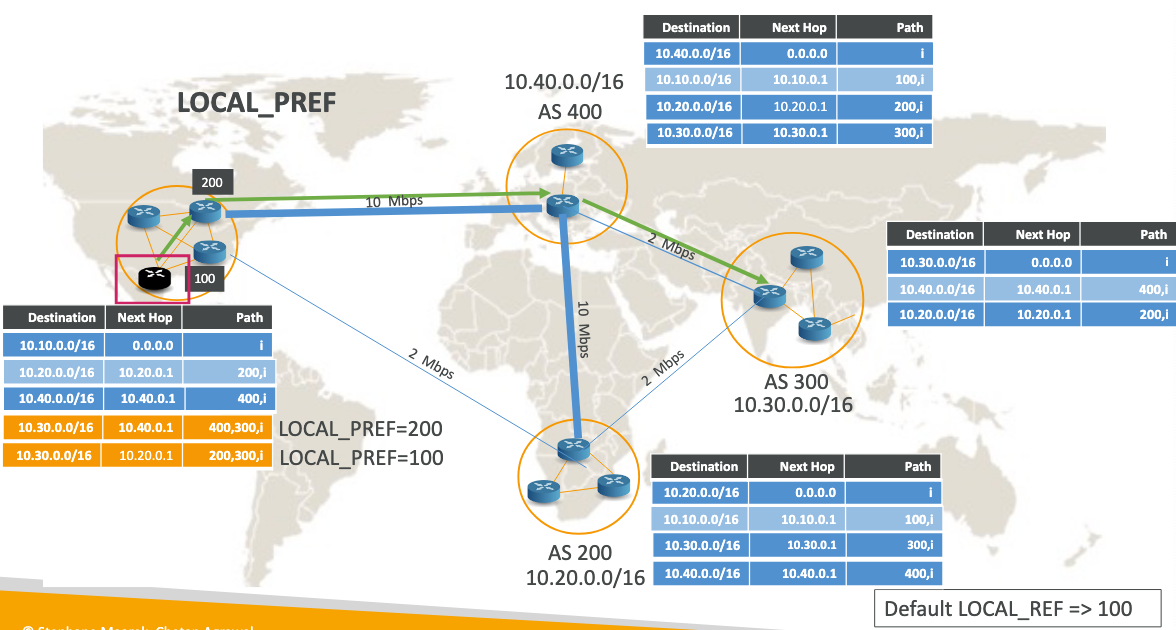 Destination Next Hop Path
10.40.0.0/16 0.0.0.0 i
10.10.0.0/16 10.10.0.1 100,i
10.20.0.0/16 10.20.0.1 200,i
10.30.0.0/16 10.30.0.1 300,i
10.40.0.0/16
AS 400
LOCAL_PREF
200
10 Mbps
100
2 Mbps
Destination Next Hop Path
10.30.0.0/16 0.0.0.0 i
10.40.0.0/16 10.40.0.1 400,i
10.20.0.0/16 10.20.0.1 200,i
Destination Next Hop Path
10.10.0.0/16 0.0.0.0 i
10.20.0.0/16 10.20.0.1 200,i
10.40.0.0/16 10.40.0.1 400,i
10.30.0.0/16 10.40.0.1 400,300,i LOCAL_PREF=200
10.30.0.0/16 10.20.0.1 200,300,i LOCAL_PREF=100
10 Mbps
2 Mbps
2 Mbps
AS 300
10.30.0.0/16
Destination Next Hop Path
10.20.0.0/16 0.0.0.0 i
10.10.0.0/16 10.10.0.1 100,i
10.30.0.0/16 10.30.0.1 300,i
10.40.0.0/16 10.40.0.1 400,i
AS 200
10.20.0.0/16
Default LOCAL_REF => 100